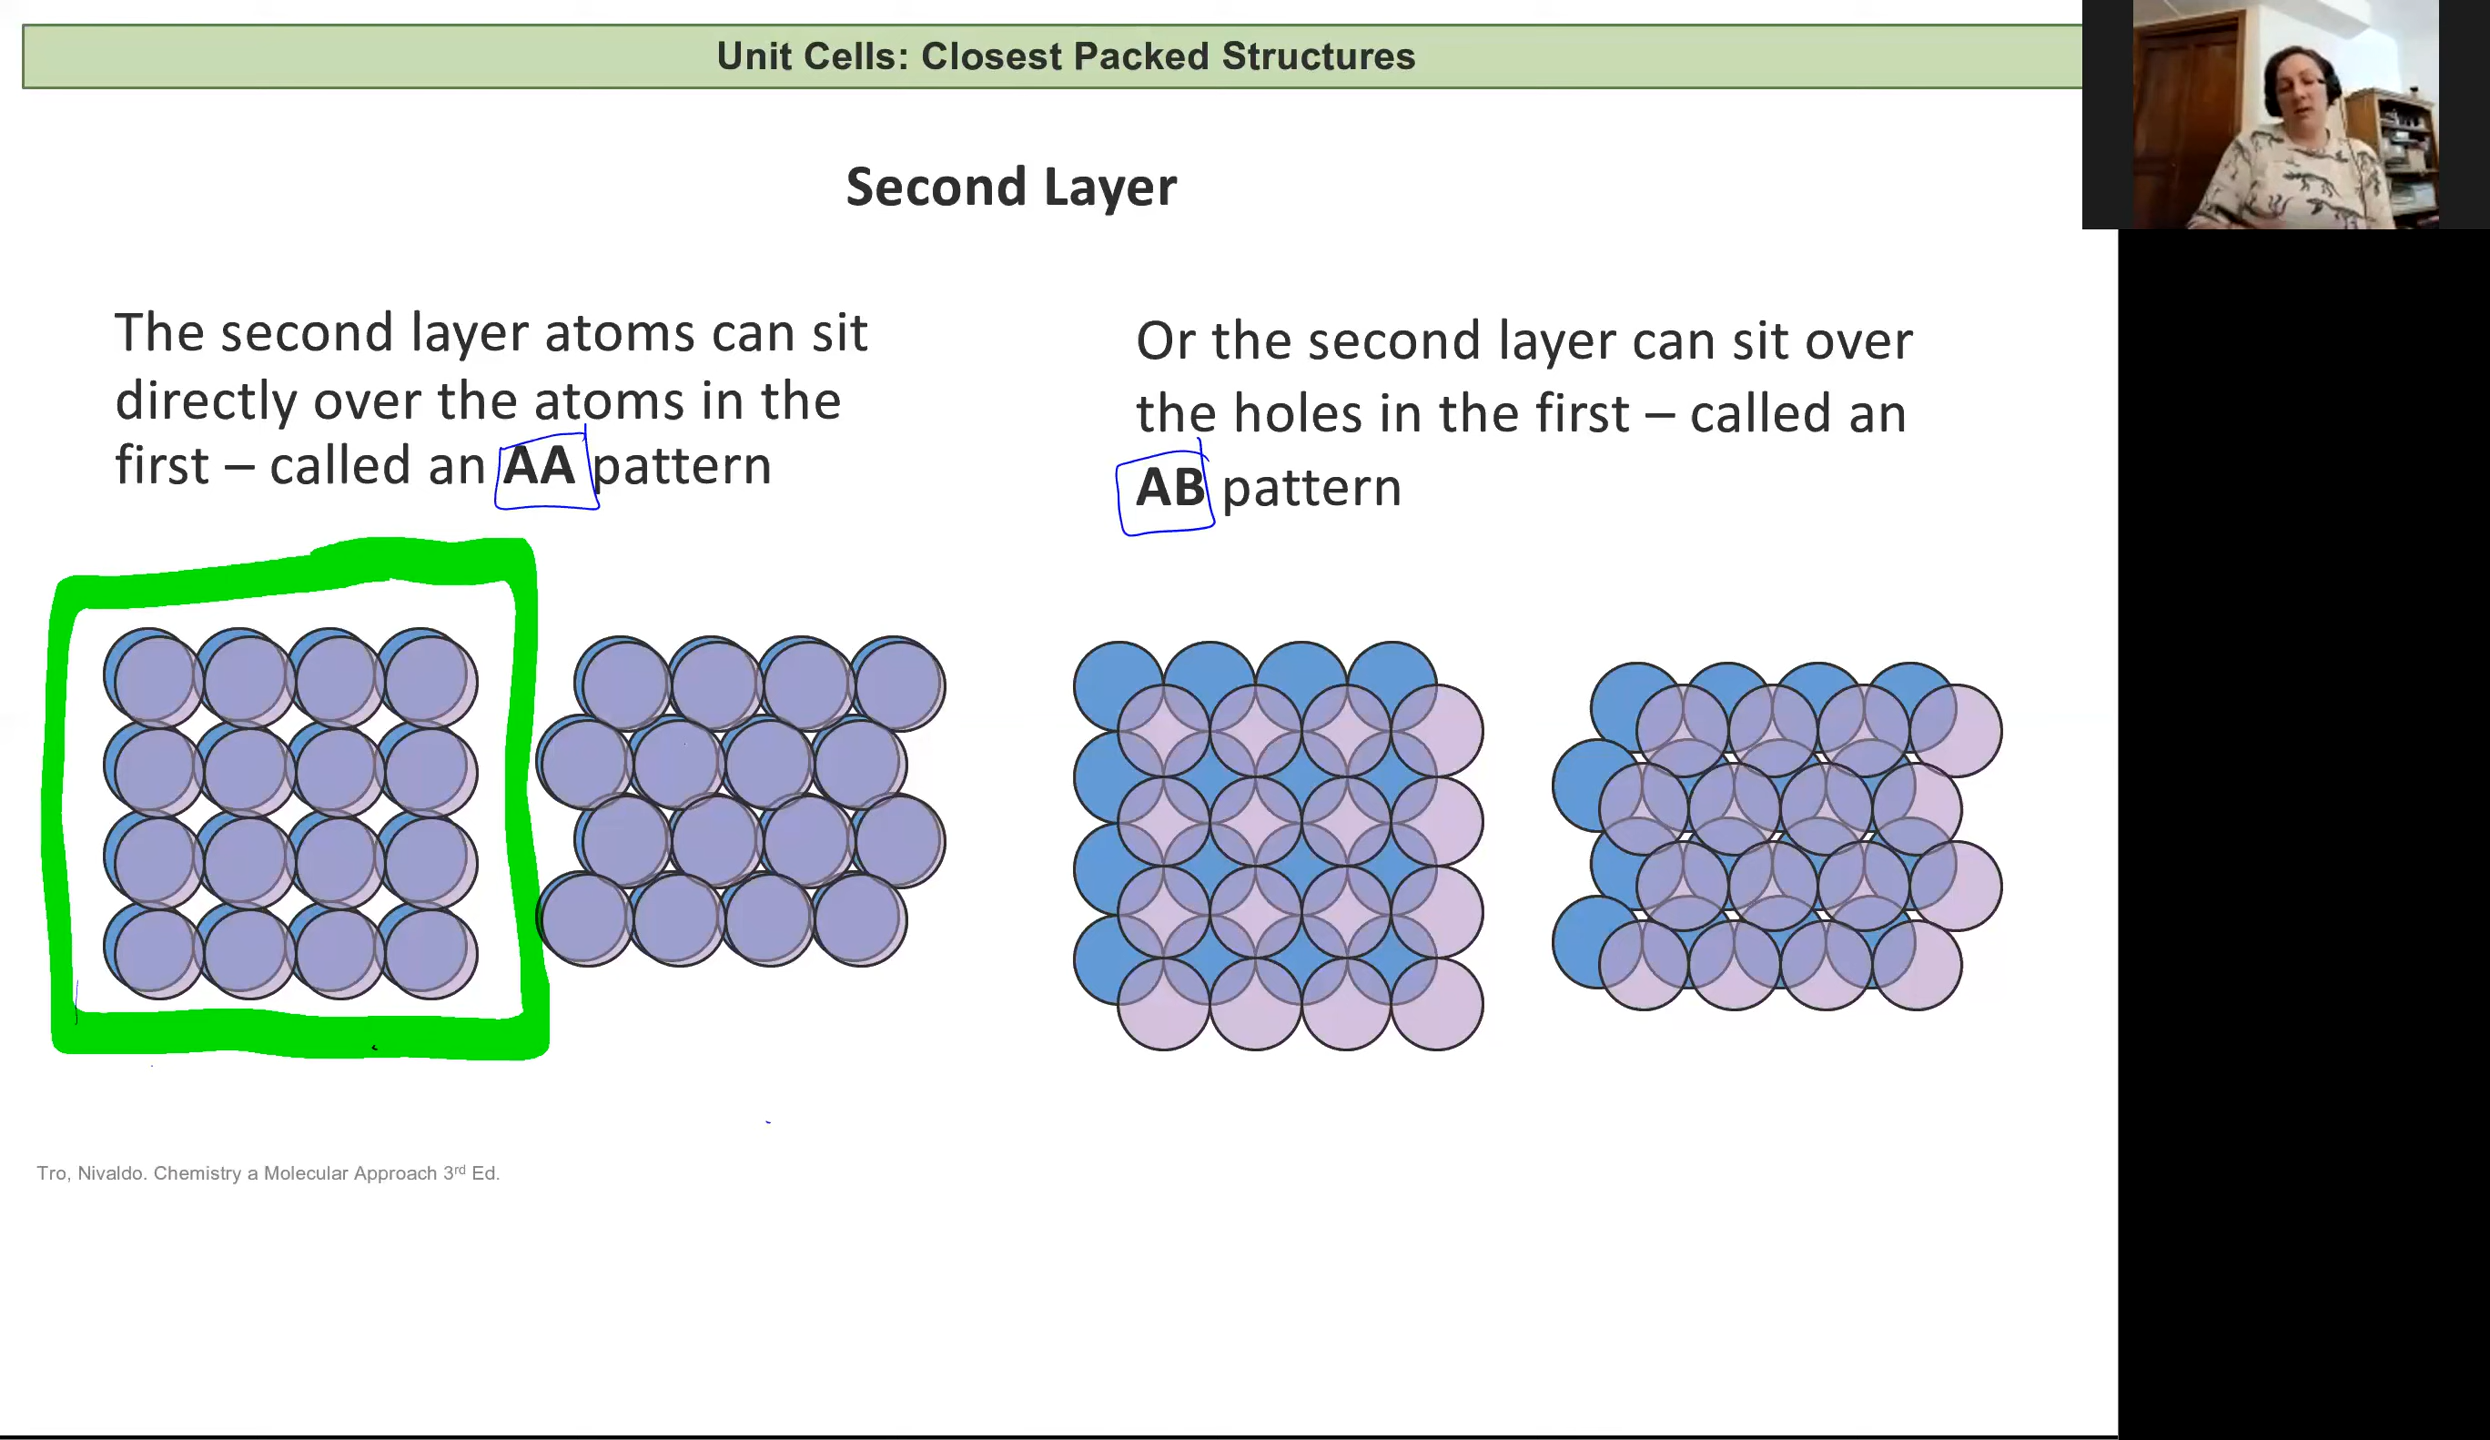 Unit Cells: Closest Packed Structures
Second Layer
The second layer atoms can sit
directly over the atoms in the
first – called an AA pattern
Or the second layer can sit over
the holes in the first – called an
AB pattern
Tro, Nivaldo. Chemistry a Molecular Approach 3rd Ed.